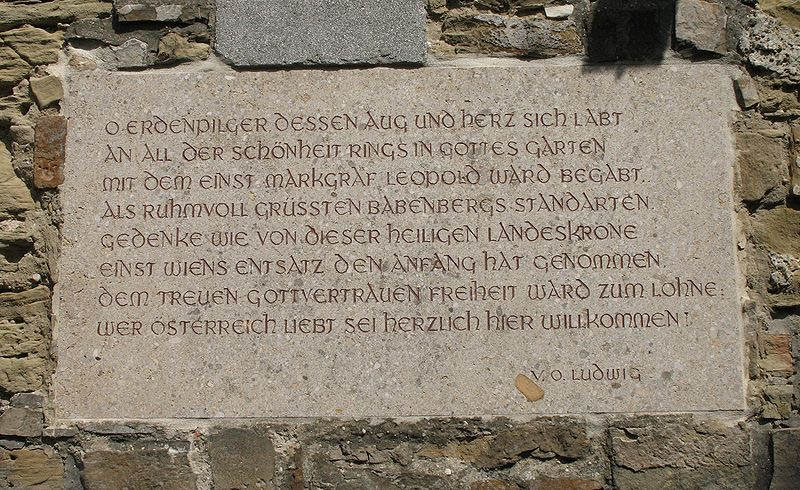 O ERDENPILGER DESSEN AUG UND HERZ SICH LABT
AN ALL DER SCHÖNHEIT RINGS IN GOTTES GARTEN
MIT DEM EINST MARKGRAF LEOPOLD WARD BEGABT.
ALS RUHMVOLL GRÜSSTEN BABENBERGS STANDARTEN,
GEDENKE WIE VON DIESER HEILIGEN LANDESKRONE
EINST WIENS ENTSATZ DEN ANFANG HAT GENOMMEN
DEM TREUEN GOTTVERTRAUEN FREIHEIT WARD ZUM LOHNE:
WER ÖSTERREICH LIEBT SEI HERZLICH HIER WILLKOMMEN!
V. O. LUDWIG